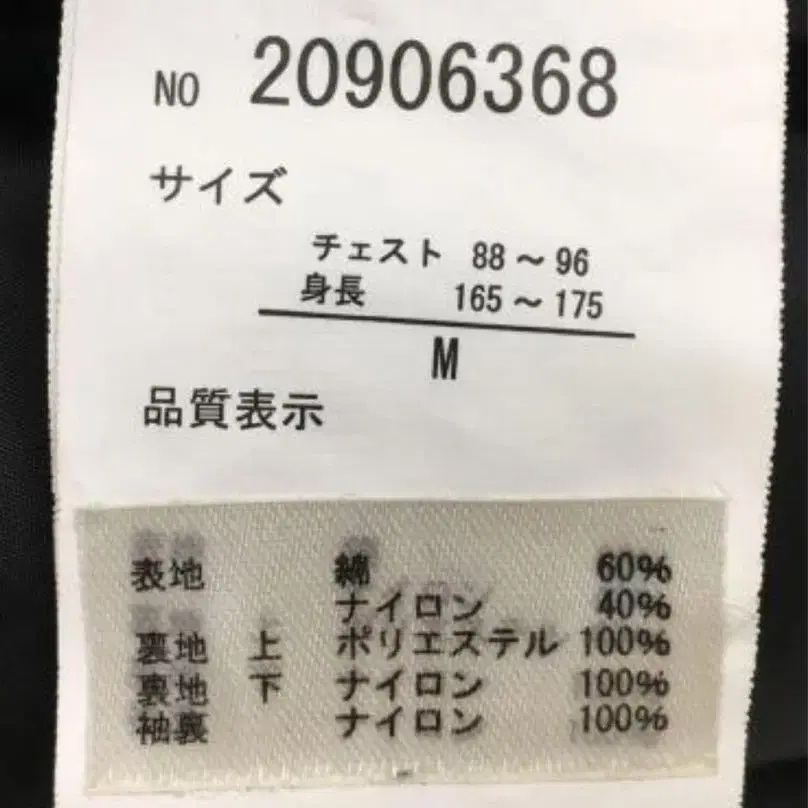 NO 20906368
サイズ
チェスト 88～96
身長 165～175
M
品質表示
表地 綿 60%
ナイロン 40%
裏地 上 ポリエステル 100%
裏地 下 ナイロン 100%
袖裏 ナイロン 100%